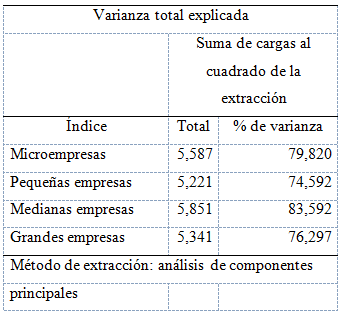 Varianza total explicada
Suma de cargas al
cuadrado de la
extracción
Índice Total % de varianza
Microempresas 5,587 79,820
Pequeñas empresas 5,221 74,592
Medianas empresas 5,851 83,592
Grandes empresas 5,341 76,297
Método de extracción: análisis de componentes
principales